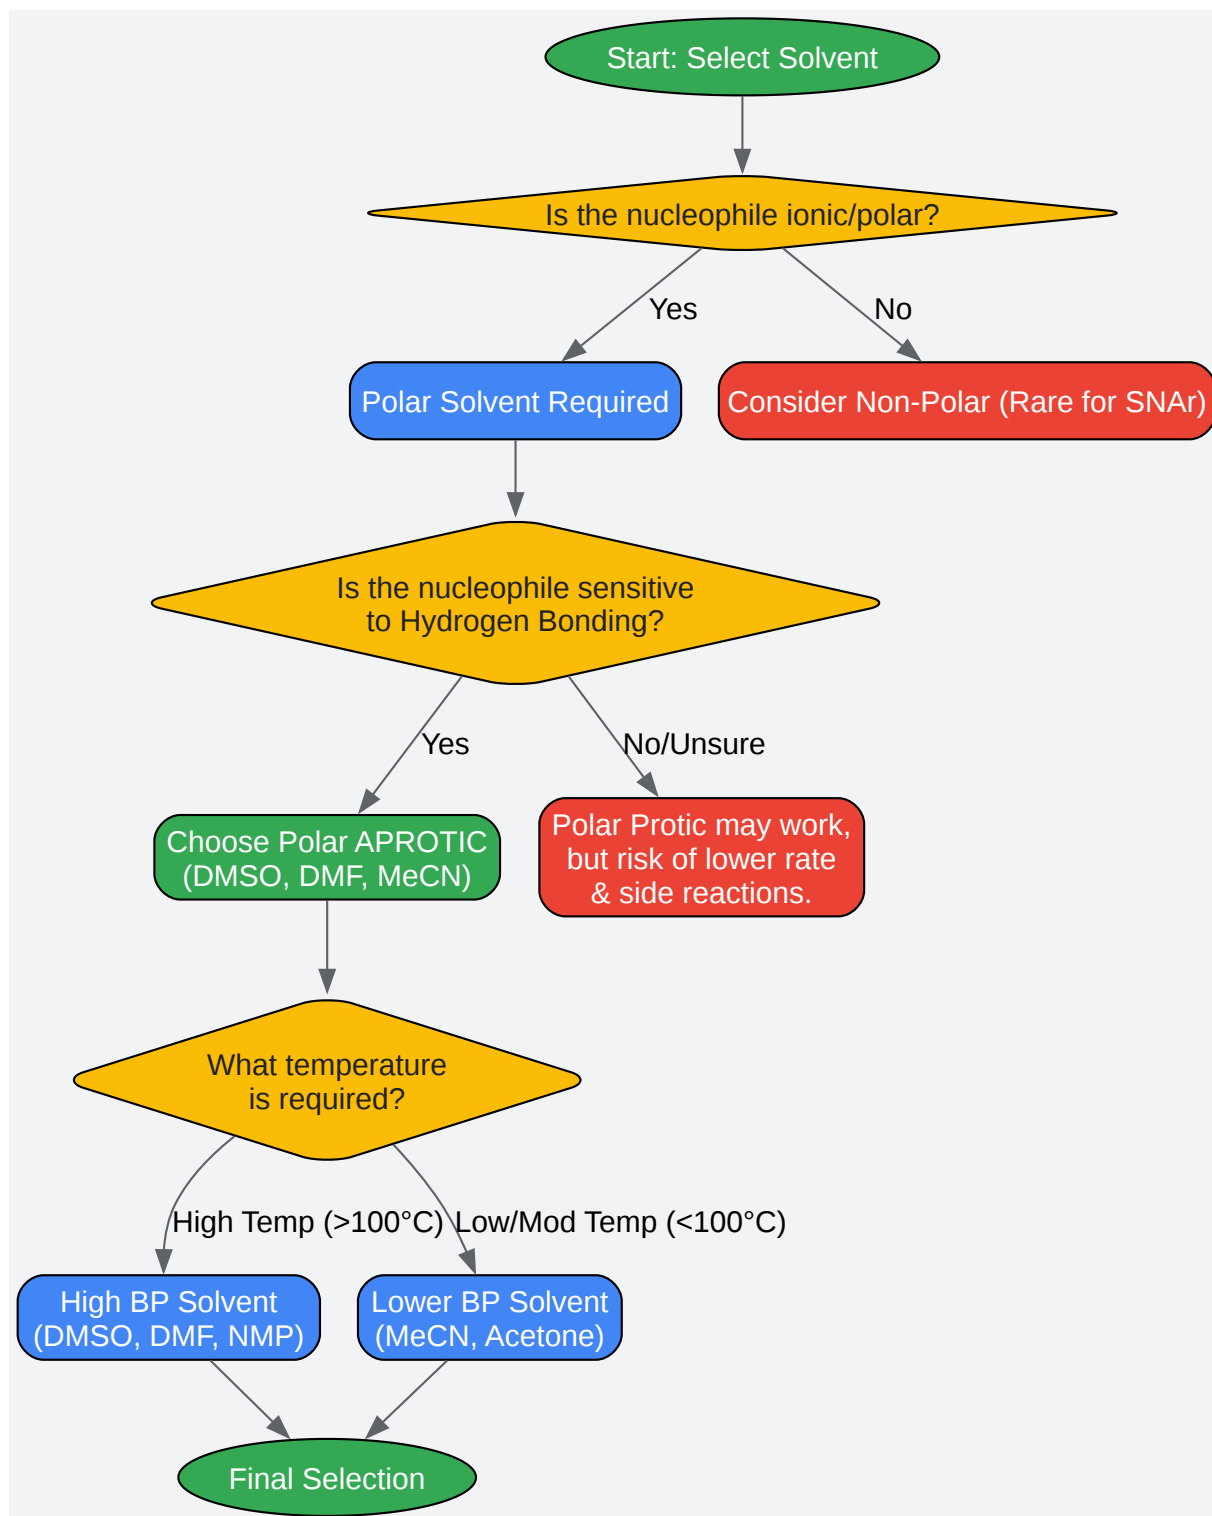 Start: Select Solvent
Is the nucleophile ionic/polar?
Yes
No
Polar Solvent Required
Consider Non-Polar (Rare for SNAr)
Is the nucleophile sensitive
to Hydrogen Bonding?
Yes
No/Unsure
Choose Polar APROTIC
(DMSO, DMF, MeCN)
Polar Protic may work,
but risk of lower rate
& side reactions.
What temperature
is required?
High Temp (>100°C)
Low/Mod Temp (<100°C)
High BP Solvent
(DMSO, DMF, NMP)
Lower BP Solvent
(MeCN, Acetone)
Final Selection